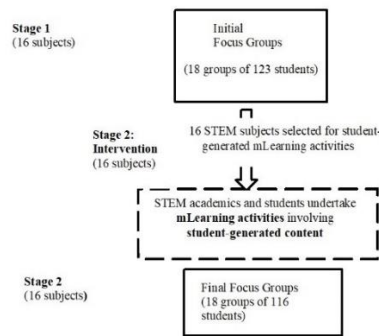 Stage 1
(16 subjects)
Initial
Focus Groups
(18 groups of 123 students)
Stage 2:
Intervention
(16 subjects)
16 STEM subjects selected for student-
generated mLearning activities
STEM academics and students undertake
mLearning activities involving
student-generated content
Stage 2
(16 subjects)
Final Focus Groups
(18 groups of 116
students)